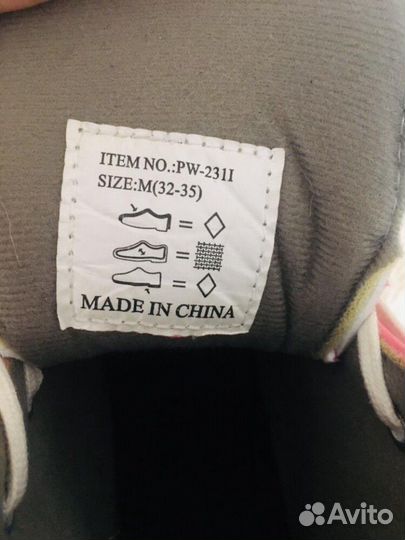 ITEM NO.:PW-231I
SIZE:M(32-35)
=
=
=
MADE IN CHINA
Avito